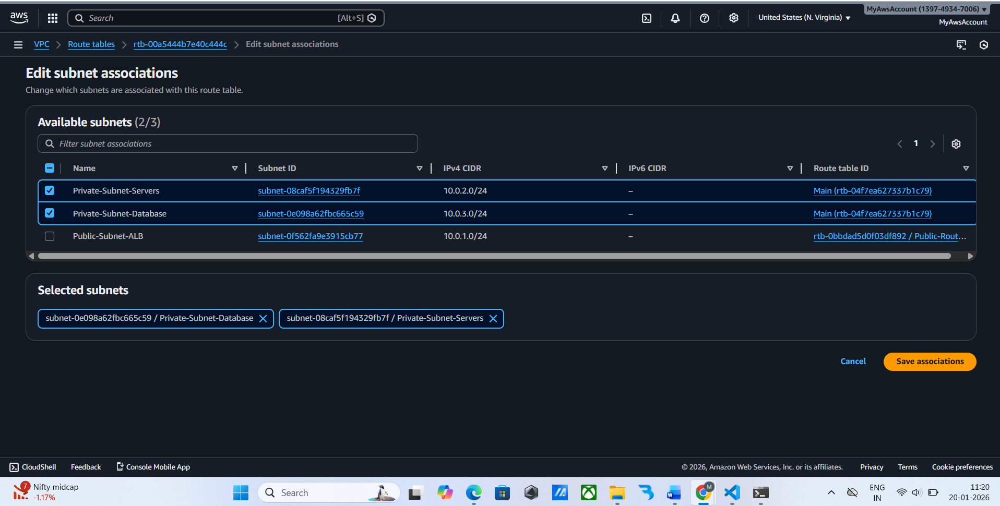 aws
Search
[Alt+S]
United States (N. Virginia)
MyAwsAccount (1397-4934-7006)
MyAwsAccount
VPC
Route tables
rtb-00a5444b7e40c444c
Edit subnet associations
Edit subnet associations
Change which subnets are associated with this route table.
Available subnets (2/3)
Filter subnet associations
1
Name
Subnet ID
IPv4 CIDR
IPv6 CIDR
Route table ID
Private-Subnet-Servers
subnet-08caf5f194329fb7f
10.0.2.0/24
–
Main (rtb-04f7ea627337b1c79)
Private-Subnet-Database
subnet-0e098a62fbc665c59
10.0.3.0/24
–
Main (rtb-04f7ea627337b1c79)
Public-Subnet-ALB
subnet-0f562fa9e3915cb77
10.0.1.0/24
–
rtb-0bbdad5d0f03df892 / Public-Rout...
Selected subnets
subnet-0e098a62fbc665c59 / Private-Subnet-Database
subnet-08caf5f194329fb7f / Private-Subnet-Servers
Cancel
Save associations
CloudShell
Feedback
Console Mobile App
© 2026, Amazon Web Services, Inc. or its affiliates.
Privacy
Terms
Cookie preferences
7
Nifty midcap
-1.17%
Search
W
M
ENG
IN
11:20
20-01-2026